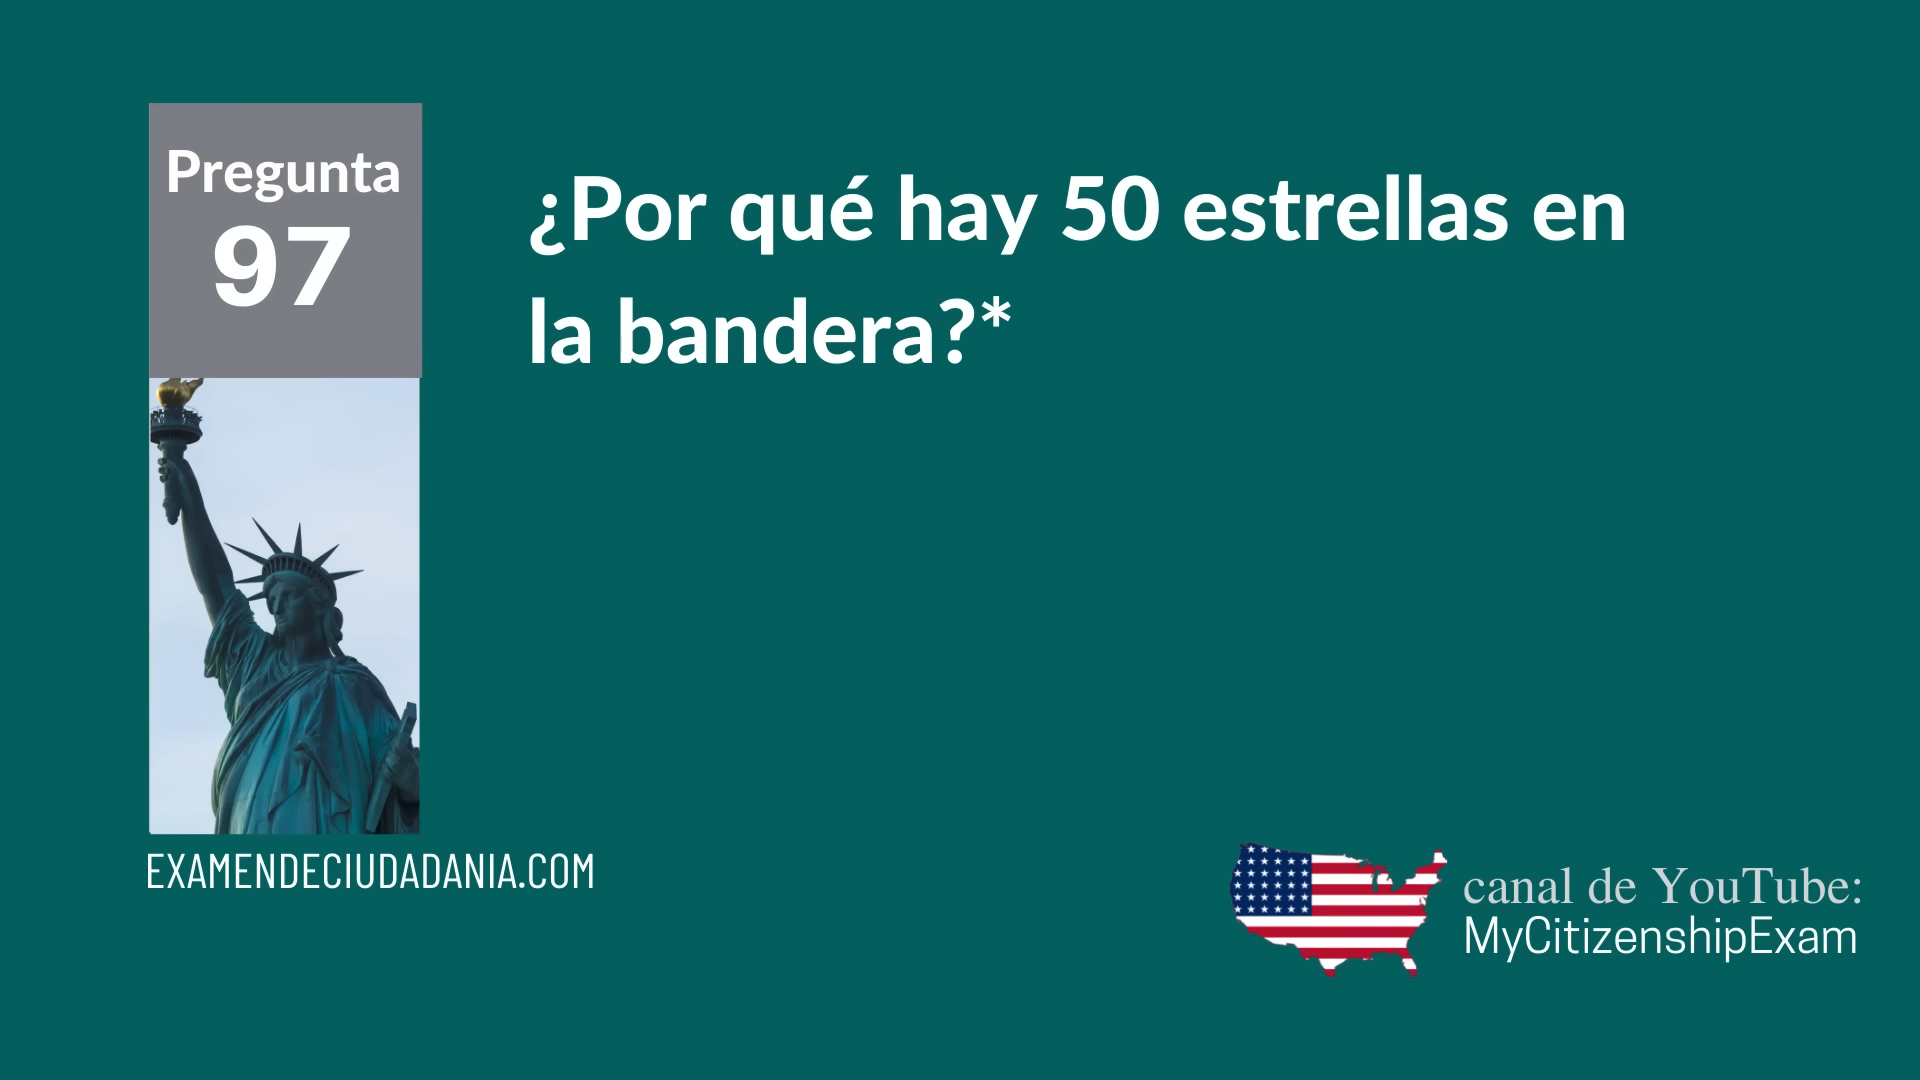 Pregunta
97
¿Por qué hay 50 estrellas en
la bandera?*
EXAMENDECIUDADANIA.COM
canal de YouTube:
MyCitizenshipExam